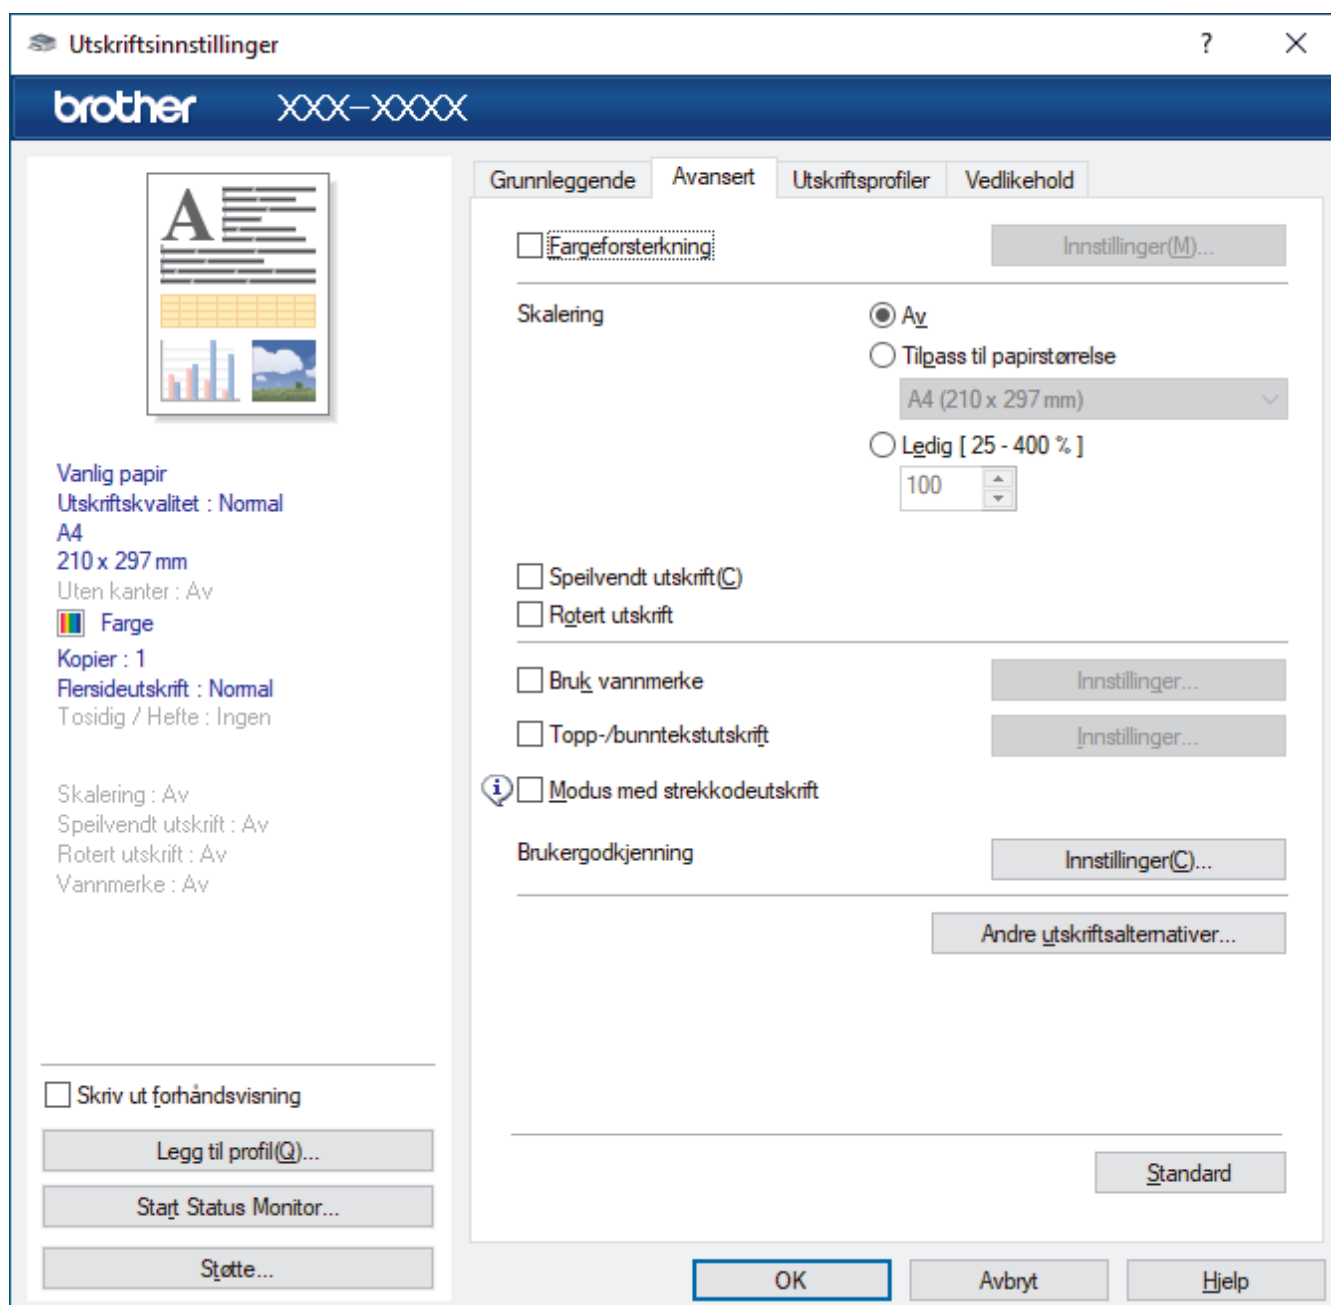 Utskriftsinnstillinger
?
brother XXX-XXXX
A
Vanlig papir
Utskriftskvalitet : Normal
A4
210 x 297 mm
Uten kanter : Av
Farge
Kopier : 1
Flersideutskrift : Normal
Tosidig / Hefte : Ingen
Skalering : Av
Speilvendt utskrift : Av
Rotert utskrift : Av
Vannmerke : Av
Skriv ut forhåndsvisning
Legg til profil(Q)...
Start Status Monitor...
Støtte...
Grunnleggende Avansert Utskriftsprofiler Vedlikehold
Fargeforsterkning Innstillinger(M)...
Skalering Av
Tilpass til papirstørrelse
A4 (210 x 297 mm)
Ledig [ 25 - 400 % ]
100
Speilvendt utskrift(C)
Rotert utskrift
Bruk vannmerke Innstillinger...
Topp-/bunntekstutskrift Innstillinger...
Modus med strekkodeutskrift
Brukergodkjenning Innstillinger(C)...
Andre utskriftsalternativer...
Standard
OK Avbryt Hjelp